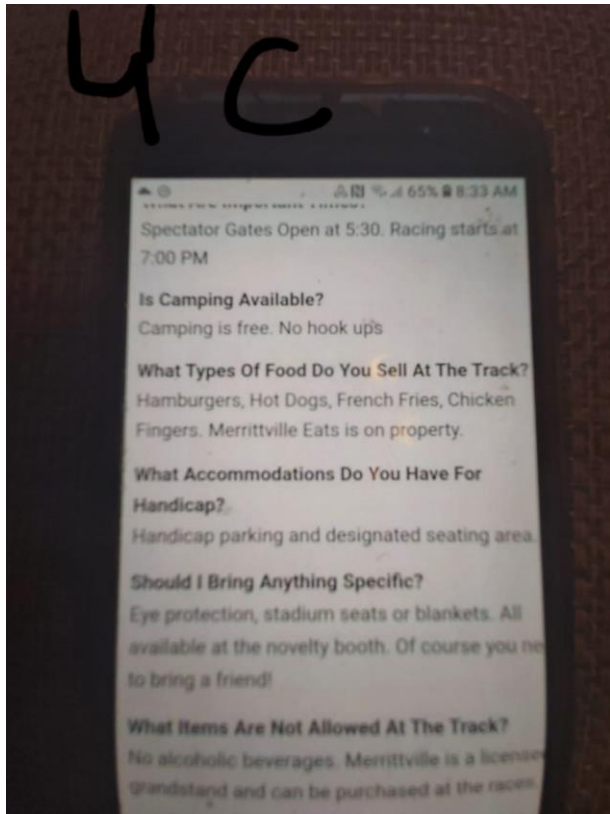 4 C
65% 8:33 AM
Spectator Gates Open at 5:30. Racing starts at
7:00 PM
Is Camping Available?
Camping is free. No hook ups
What Types Of Food Do You Sell At The Track?
Hamburgers, Hot Dogs, French Fries, Chicken
Fingers. Merrittville Eats is on property.
What Accommodations Do You Have For
Handicap?
Handicap parking and designated seating area.
Should I Bring Anything Specific?
Eye protection, stadium seats or blankets. All
available at the novelty booth. Of course you ne
to bring a friend!
What Items Are Not Allowed At The Track?
No alcoholic beverages. Merrittville is a license
grandstand and can be purchased at the races.